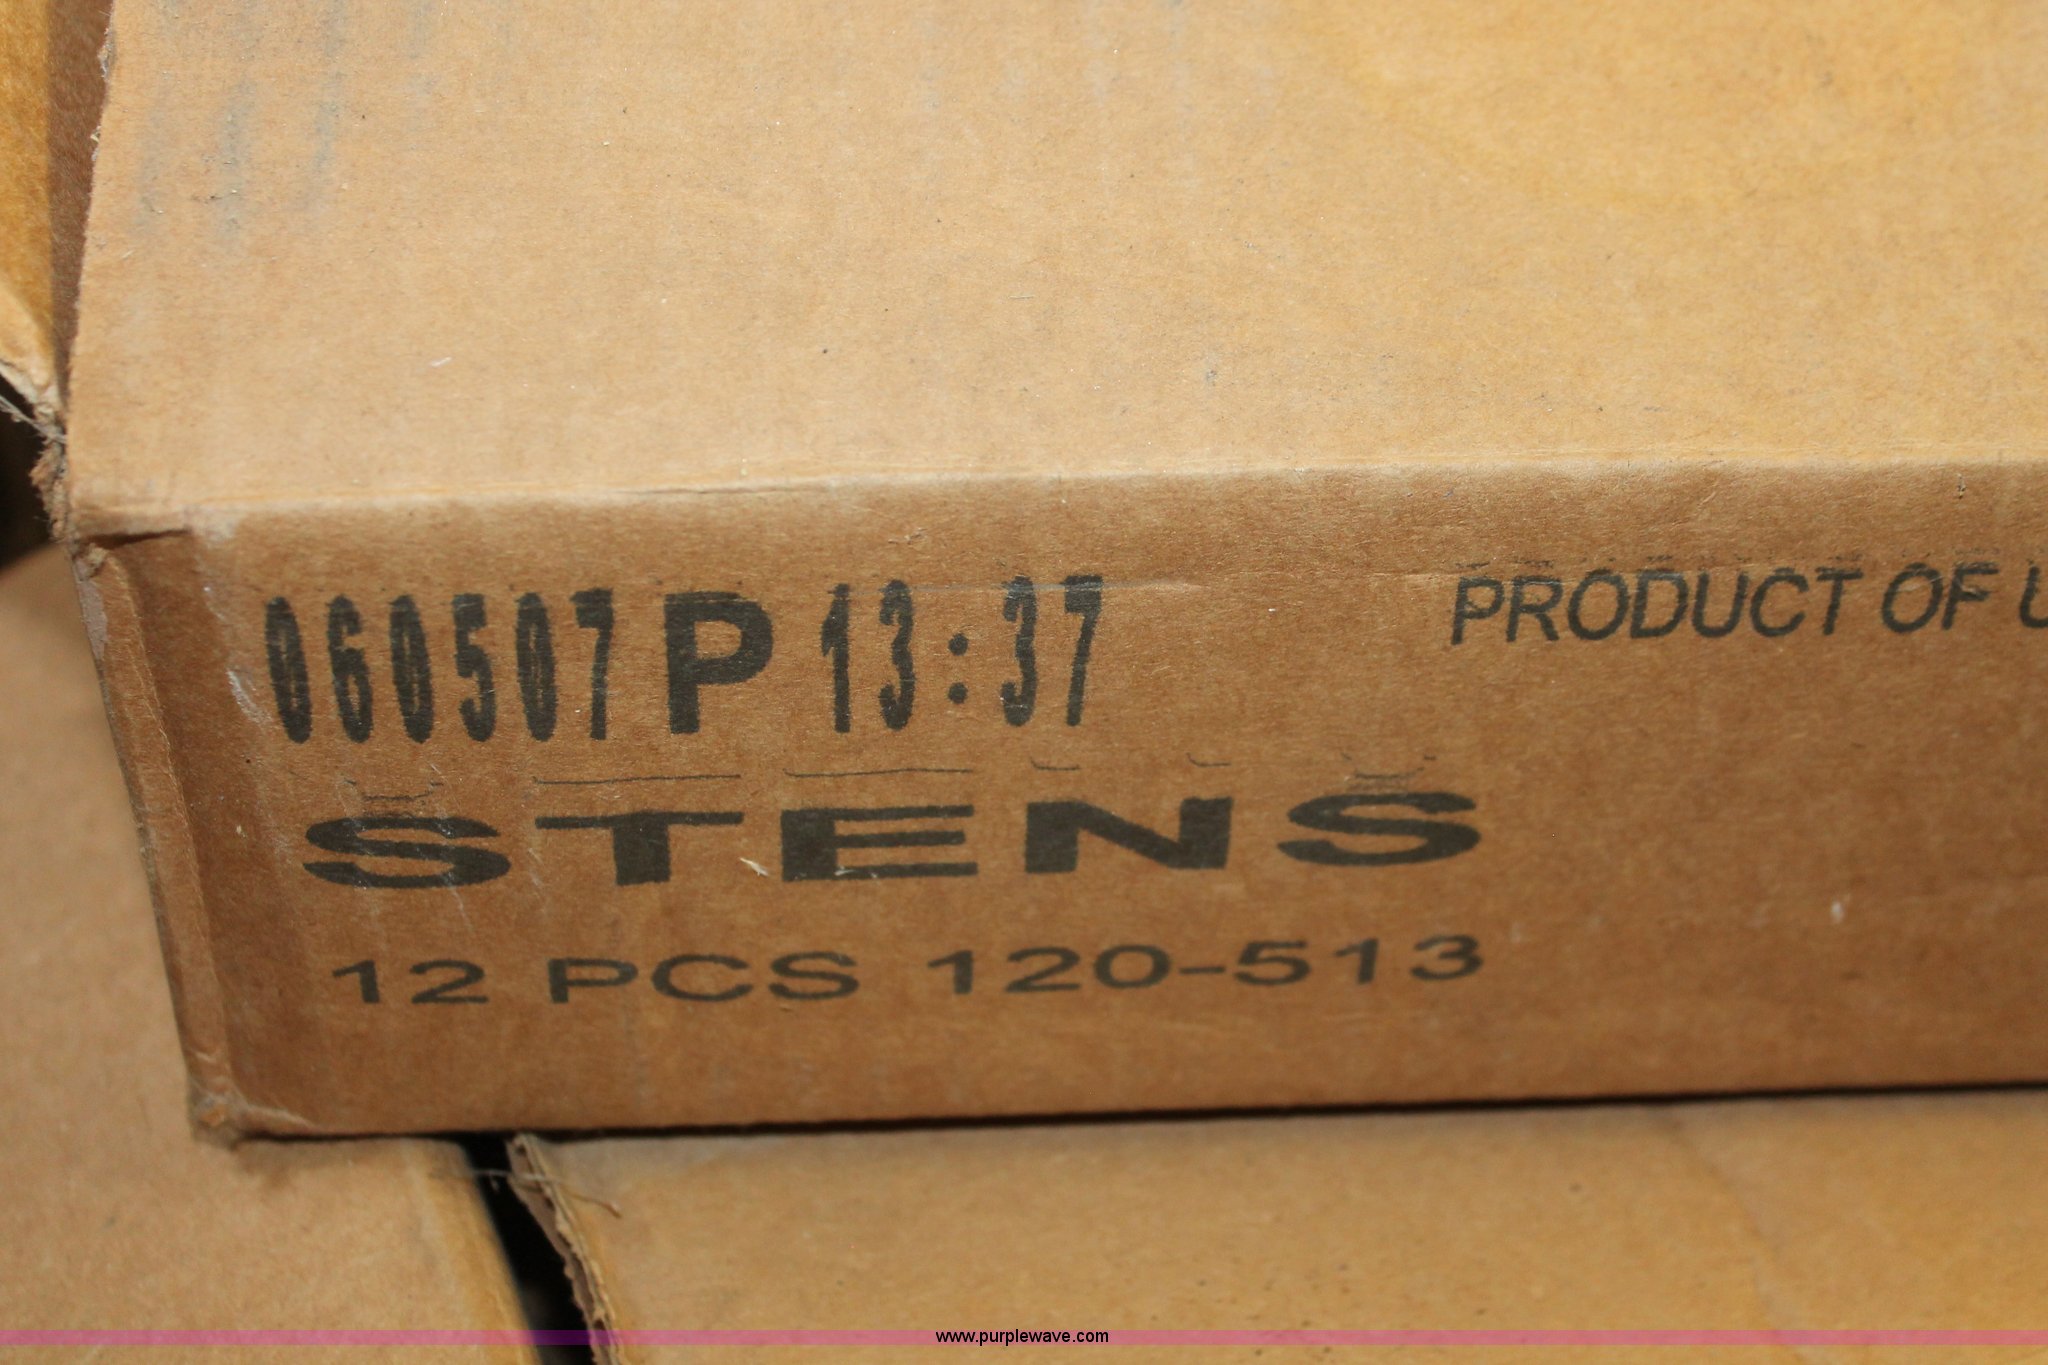 060507 P 13:37
PRODUCT OF U
STENS
12 PCS 120-513
www.purplewave.com